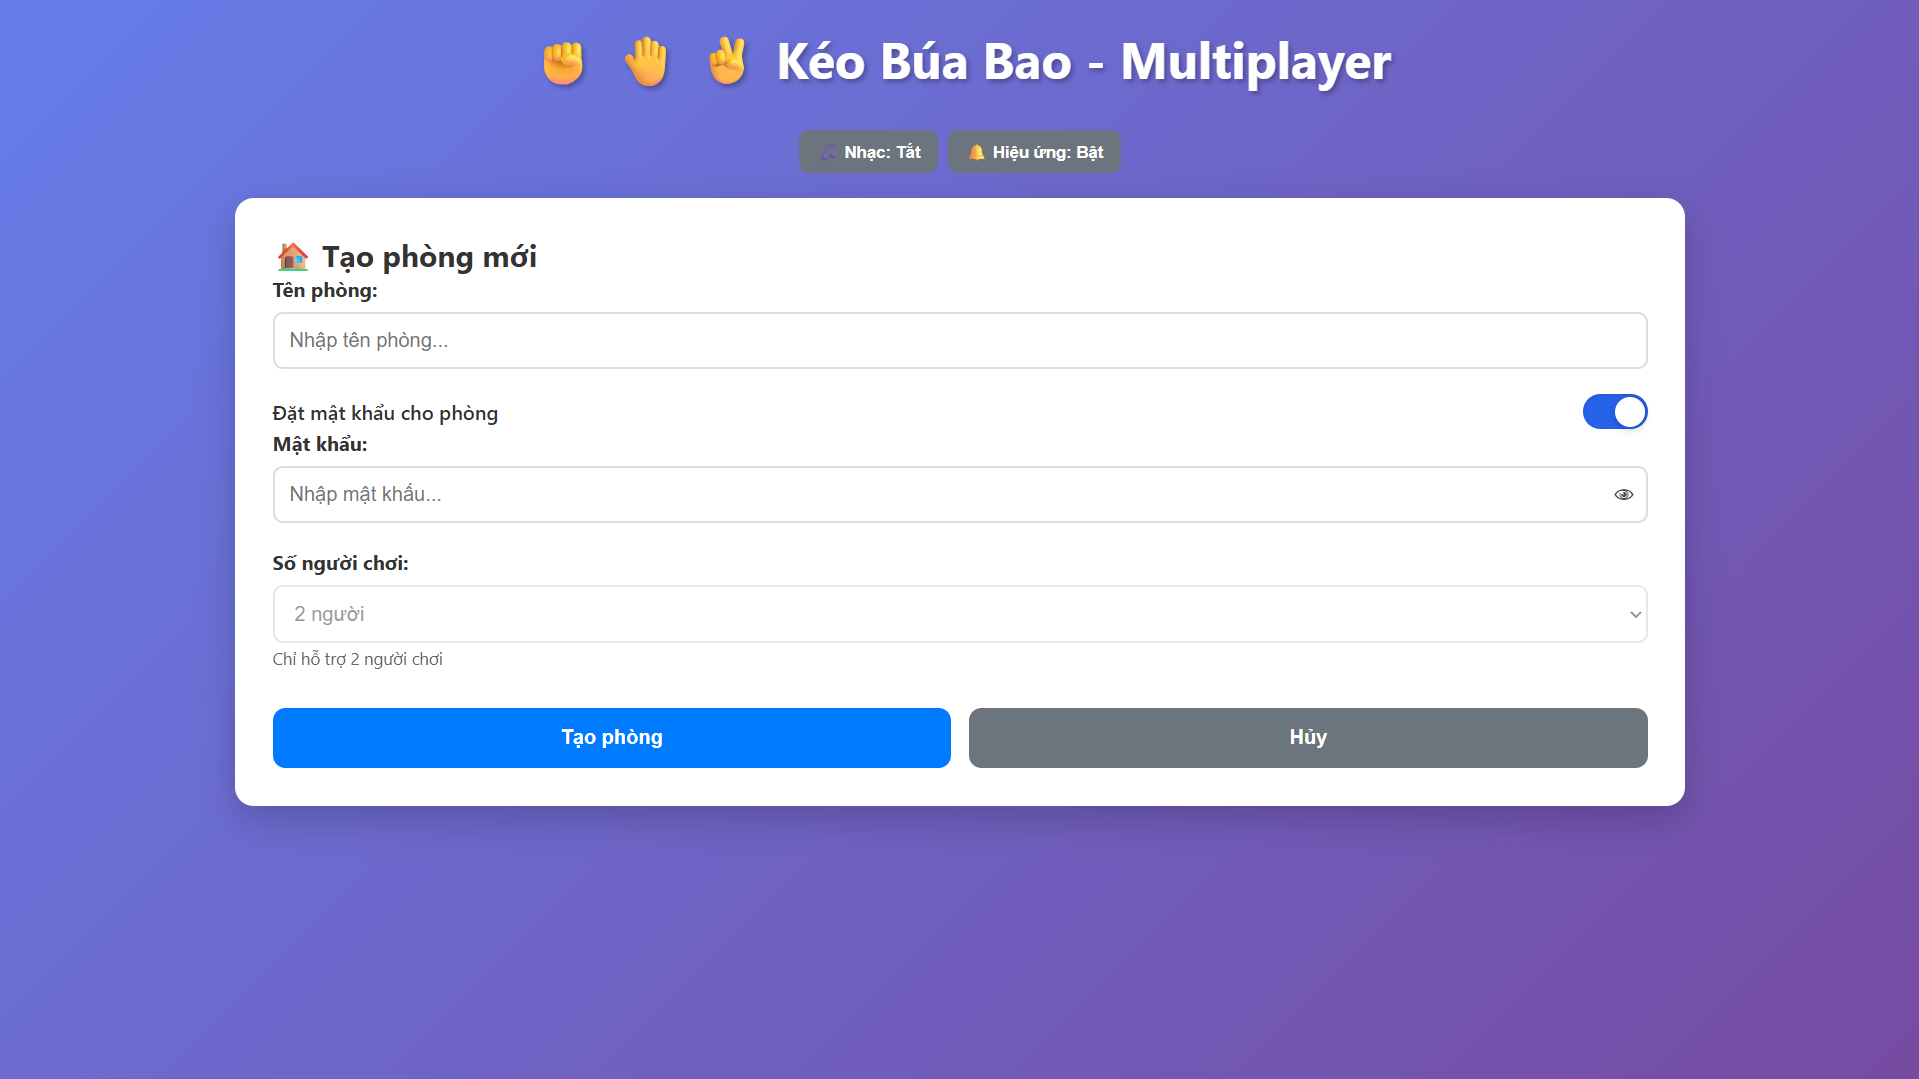 ✊ 🤚 ✌️ Kéo Búa Bao - Multiplayer
🎵 Nhạc: Tắt
🔔 Hiệu ứng: Bật
🏠 Tạo phòng mới
Tên phòng:
Nhập tên phòng...
Đặt mật khẩu cho phòng
Mật khẩu:
Nhập mật khẩu...
Số người chơi:
2 người
Chỉ hỗ trợ 2 người chơi
Tạo phòng
Hủy